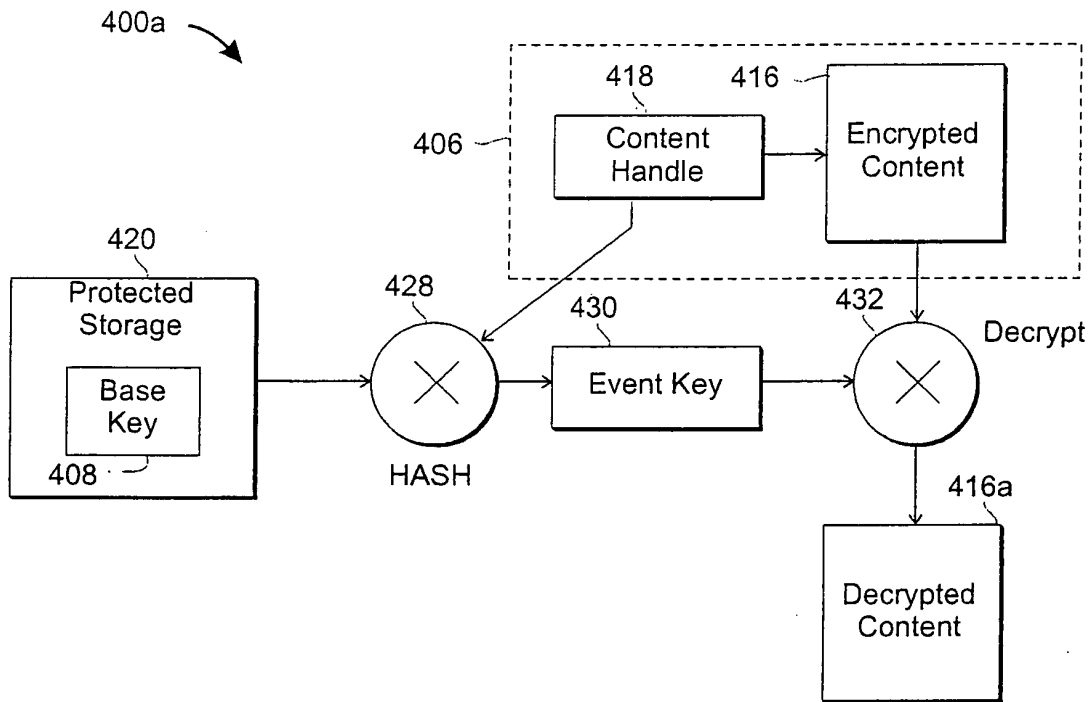 400a
418
416
406
Content
Handle
Encrypted
Content
420
Protected
Storage
428
430
432
Decrypt
Base
Key
Event Key
408
HASH
416a
Decrypted
Content